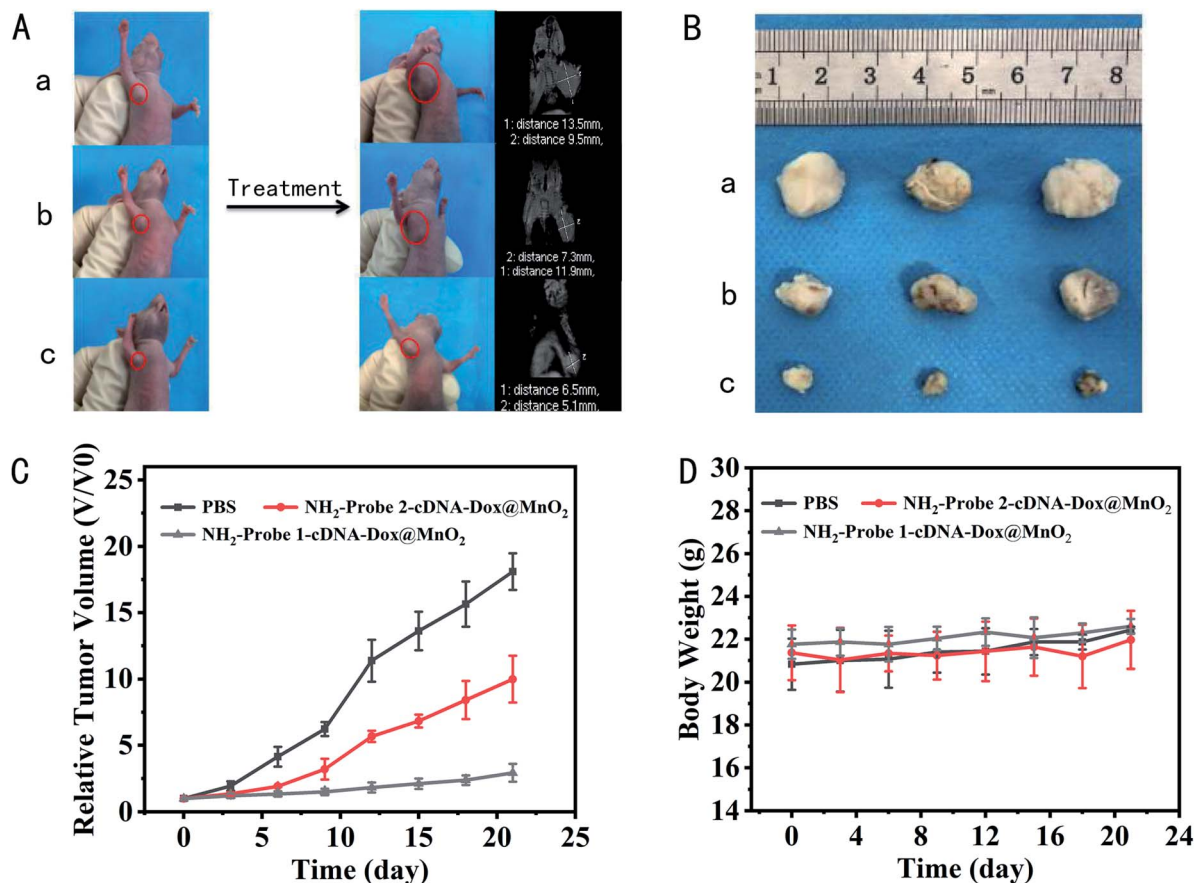 A
a
b
c
Treatment
1: distance 13.5mm,
2: distance 9.5mm,
2: distance 7.3mm,
1: distance 11.9mm,
1: distance 6.5mm,
2: distance 5.1mm,
B
1 2 3 4 5 6 7 8
mm
a
b
c
C
Relative Tumor Volume (V/V0)
25
20
15
10
5
0
PBS
NH₂-Probe 2-cDNA-Dox@MnO₂
NH₂-Probe 1-cDNA-Dox@MnO₂
0 5 10 15 20 25
Time (day)
D
Body Weight (g)
30
28
26
24
22
20
18
16
14
PBS
NH₂-Probe 2-cDNA-Dox@MnO₂
NH₂-Probe 1-cDNA-Dox@MnO₂
0 4 8 12 16 20 24
Time (day)